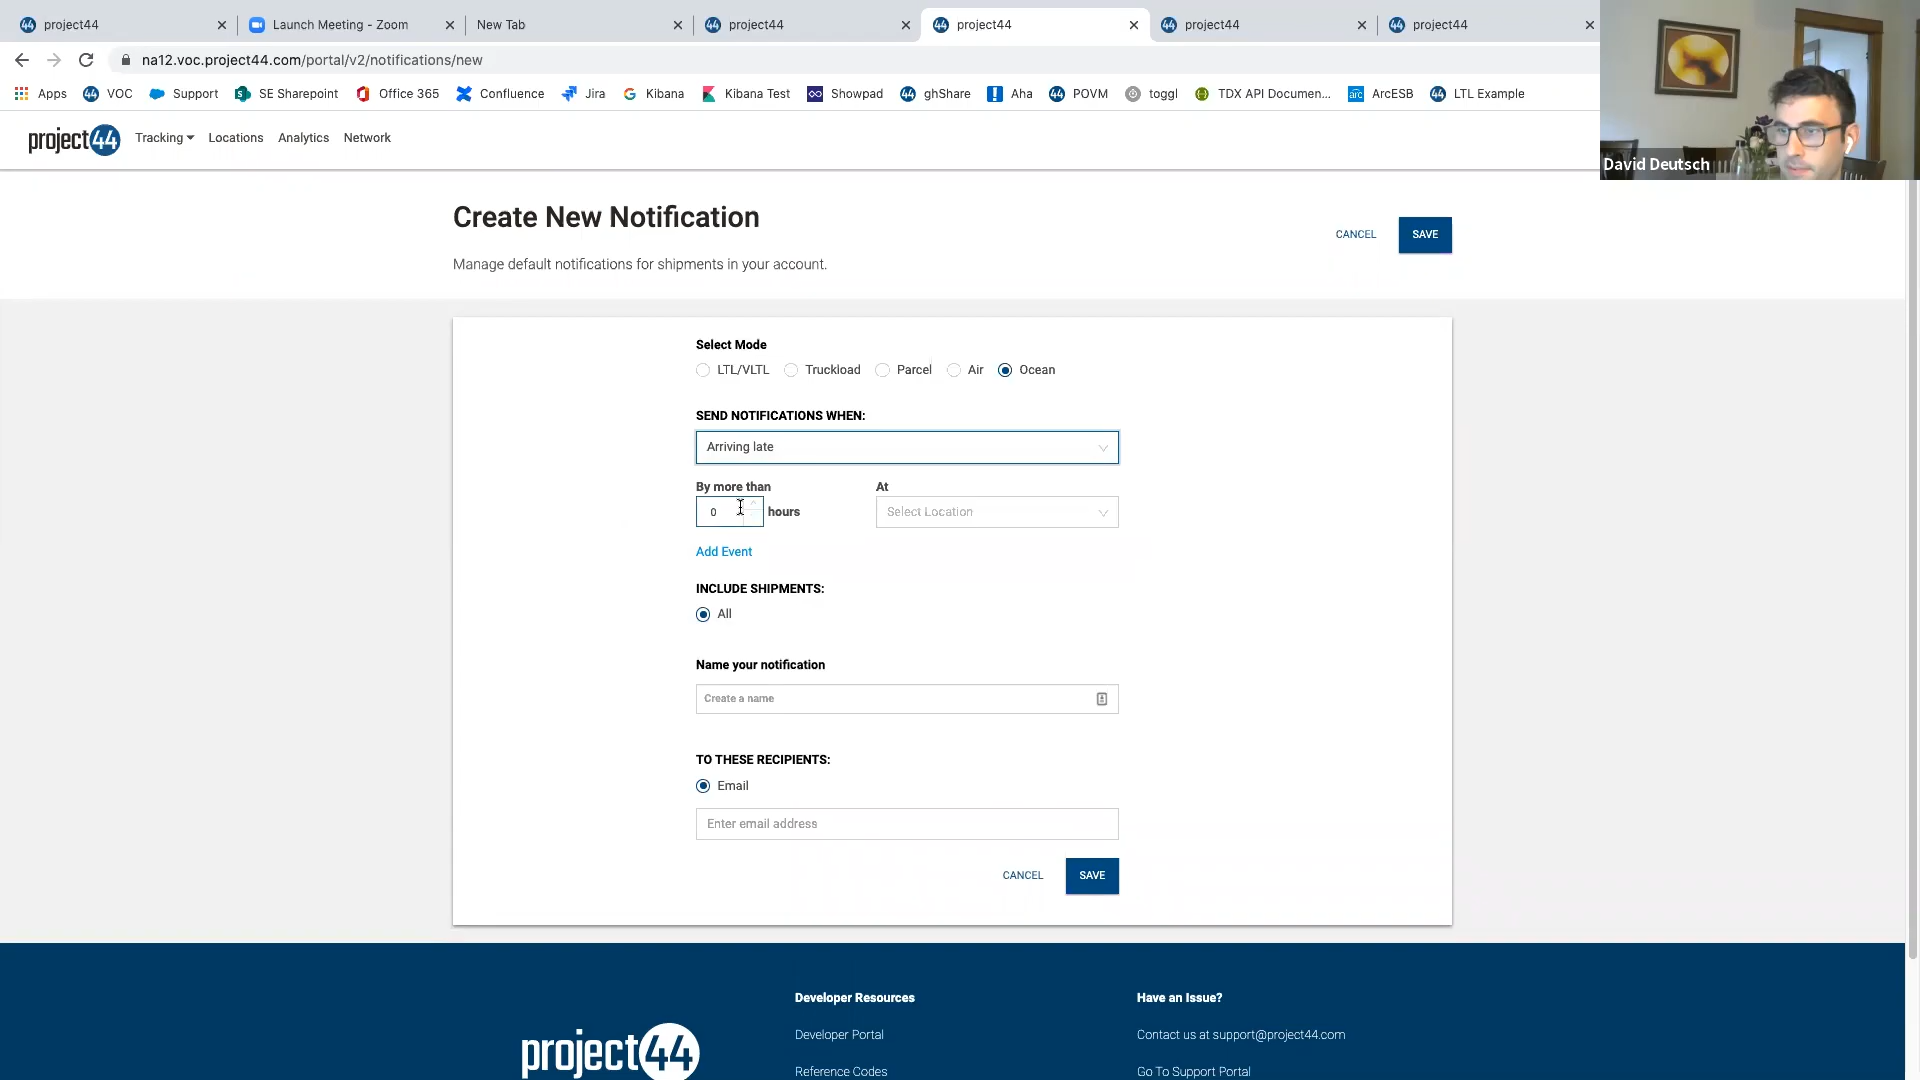 project44
Launch Meeting - Zoom
New Tab
project44
project44
project44
project44
na12.voc.project44.com/portal/v2/notifications/new
Apps VOC Support SE Sharepoint Office 365 Confluence Jira Kibana Kibana Test Showpad ghShare Aha POVM toggl TDX API Documen... ArcESB LTL Example
David Deutsch
project44 Tracking Locations Analytics Network
Create New Notification
CANCEL SAVE
Manage default notifications for shipments in your account.
Select Mode
LTL/VLTL Truckload Parcel Air Ocean
SEND NOTIFICATIONS WHEN:
Arriving late
By more than At
0 hours Select Location
Add Event
INCLUDE SHIPMENTS:
All
Name your notification
Create a name
TO THESE RECIPIENTS:
Email
Enter email address
CANCEL SAVE
Developer Resources Have an Issue?
Developer Portal Contact us at support@project44.com
project44
Reference Codes Go To Support Portal